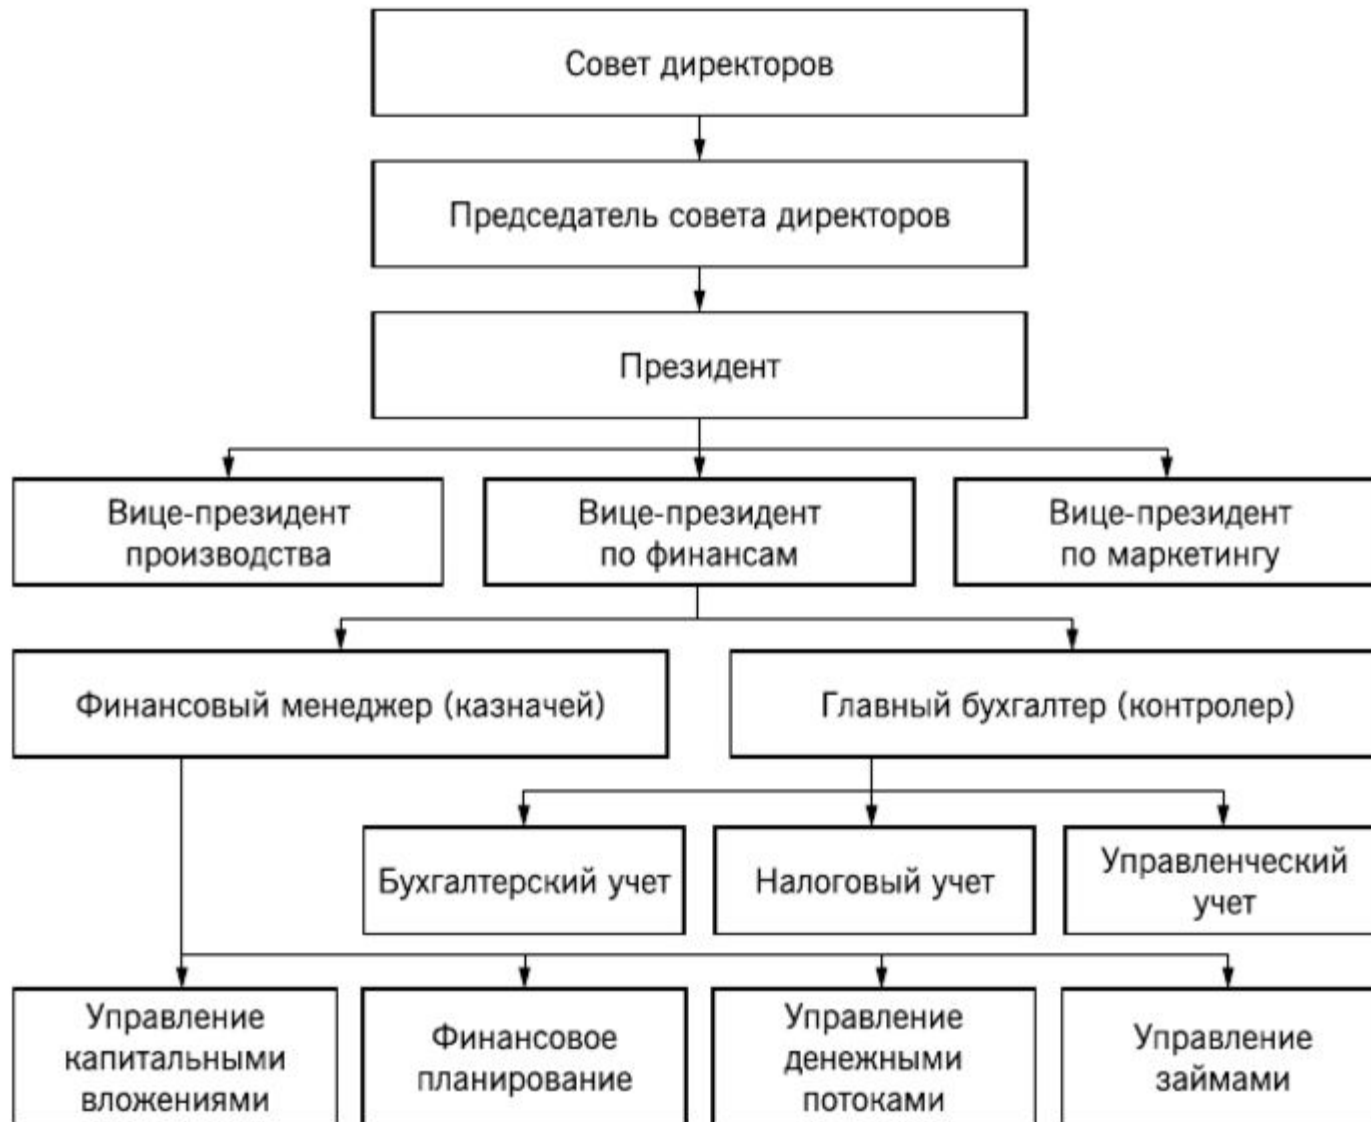 Совет директоров
Председатель совета директоров
Президент
Вице-президент
производства
Вице-президент
по финансам
Вице-президент
по маркетингу
Финансовый менеджер (казначей)
Главный бухгалтер (контролер)
Бухгалтерский учет
Налоговый учет
Управленческий
учет
Управление
капитальными
вложениями
Финансовое
планирование
Управление
денежными
потоками
Управление
займами